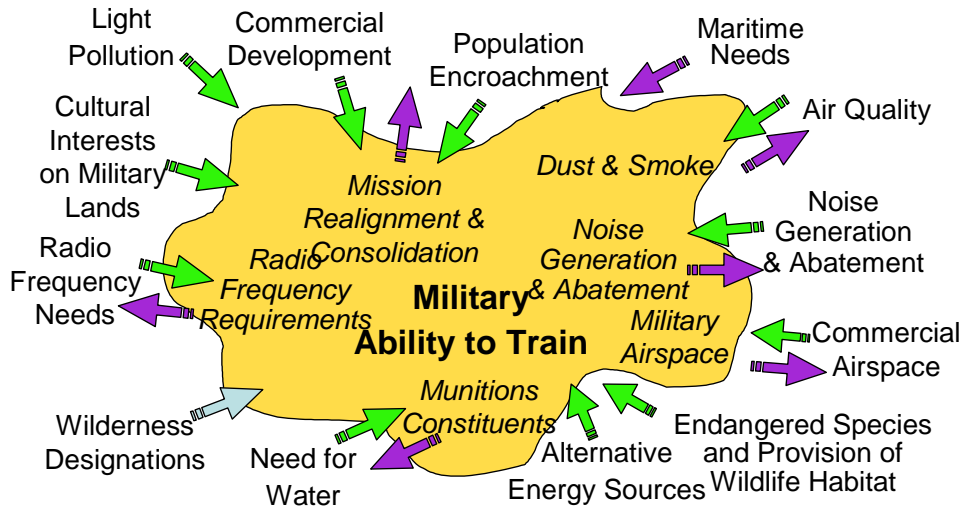 Light
Pollution
Commercial
Development
Population
Encroachment
Maritime
Needs
Air Quality
Cultural
Interests
on Military
Lands
Dust & Smoke
Mission
Realignment &
Consolidation
Noise
Generation
& Abatement
Noise
Generation
& Abatement
Radio
Frequency
Needs
Radio
Frequency
Requirements
Military
Ability to Train
Military
Airspace
Commercial
Airspace
Munitions
Constituents
Wilderness
Designations
Need for
Water
Alternative
Energy Sources
Endangered Species
and Provision of
Wildlife Habitat